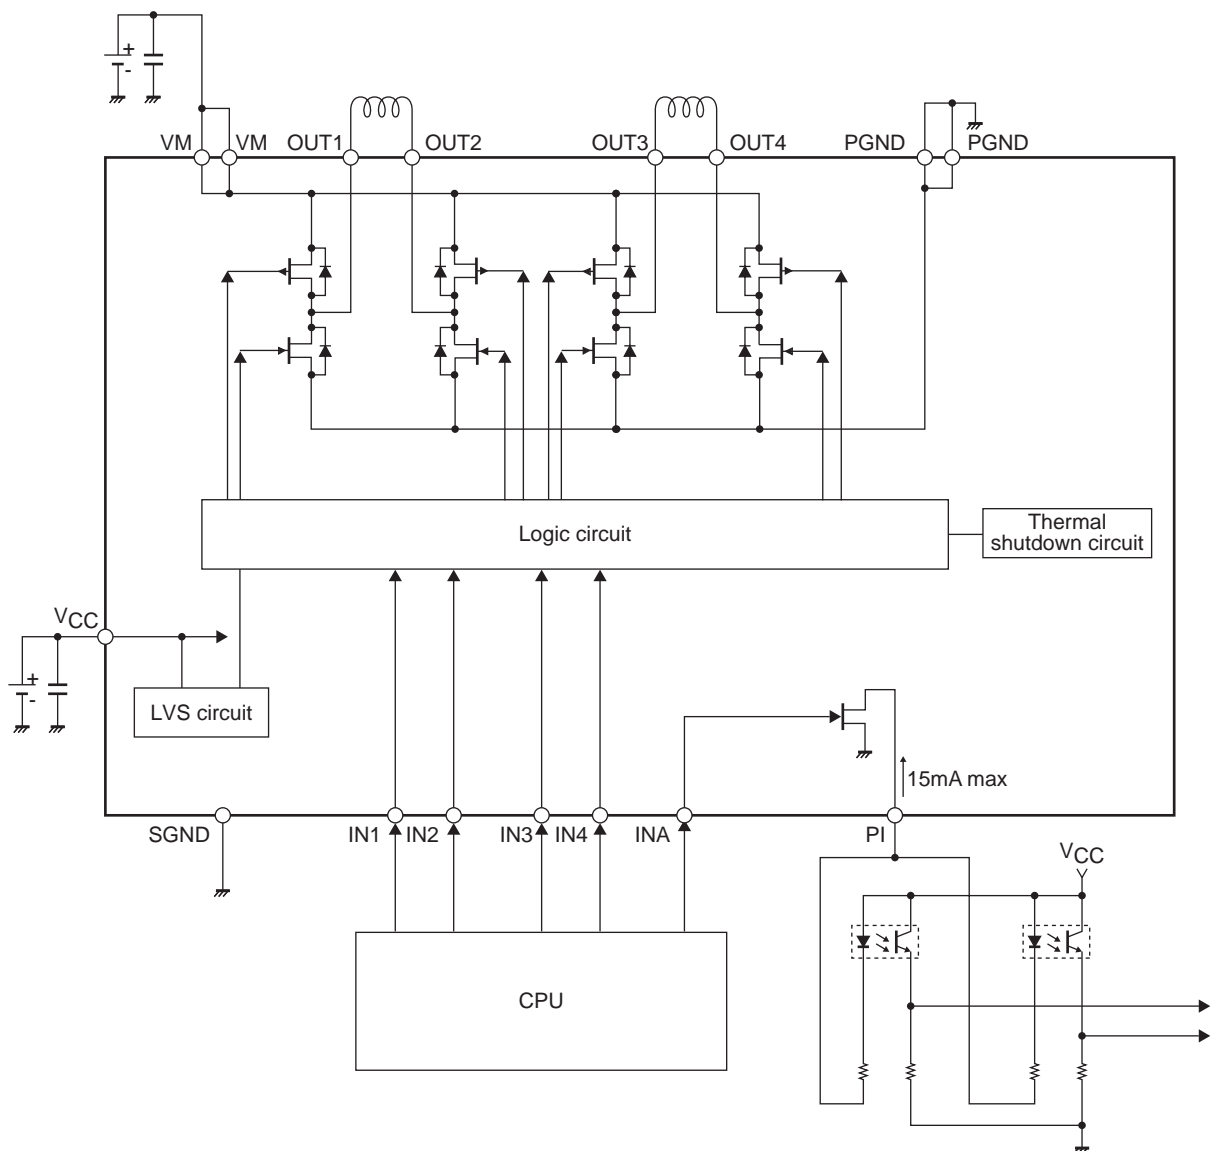 +
-
VM
VM
OUT1
OUT2
OUT3
OUT4
PGND
PGND
Logic circuit
Thermal
shutdown circuit
VCC
+
-
LVS circuit
15mA max
SGND
IN1
IN2
IN3
IN4
INA
PI
VCC
CPU